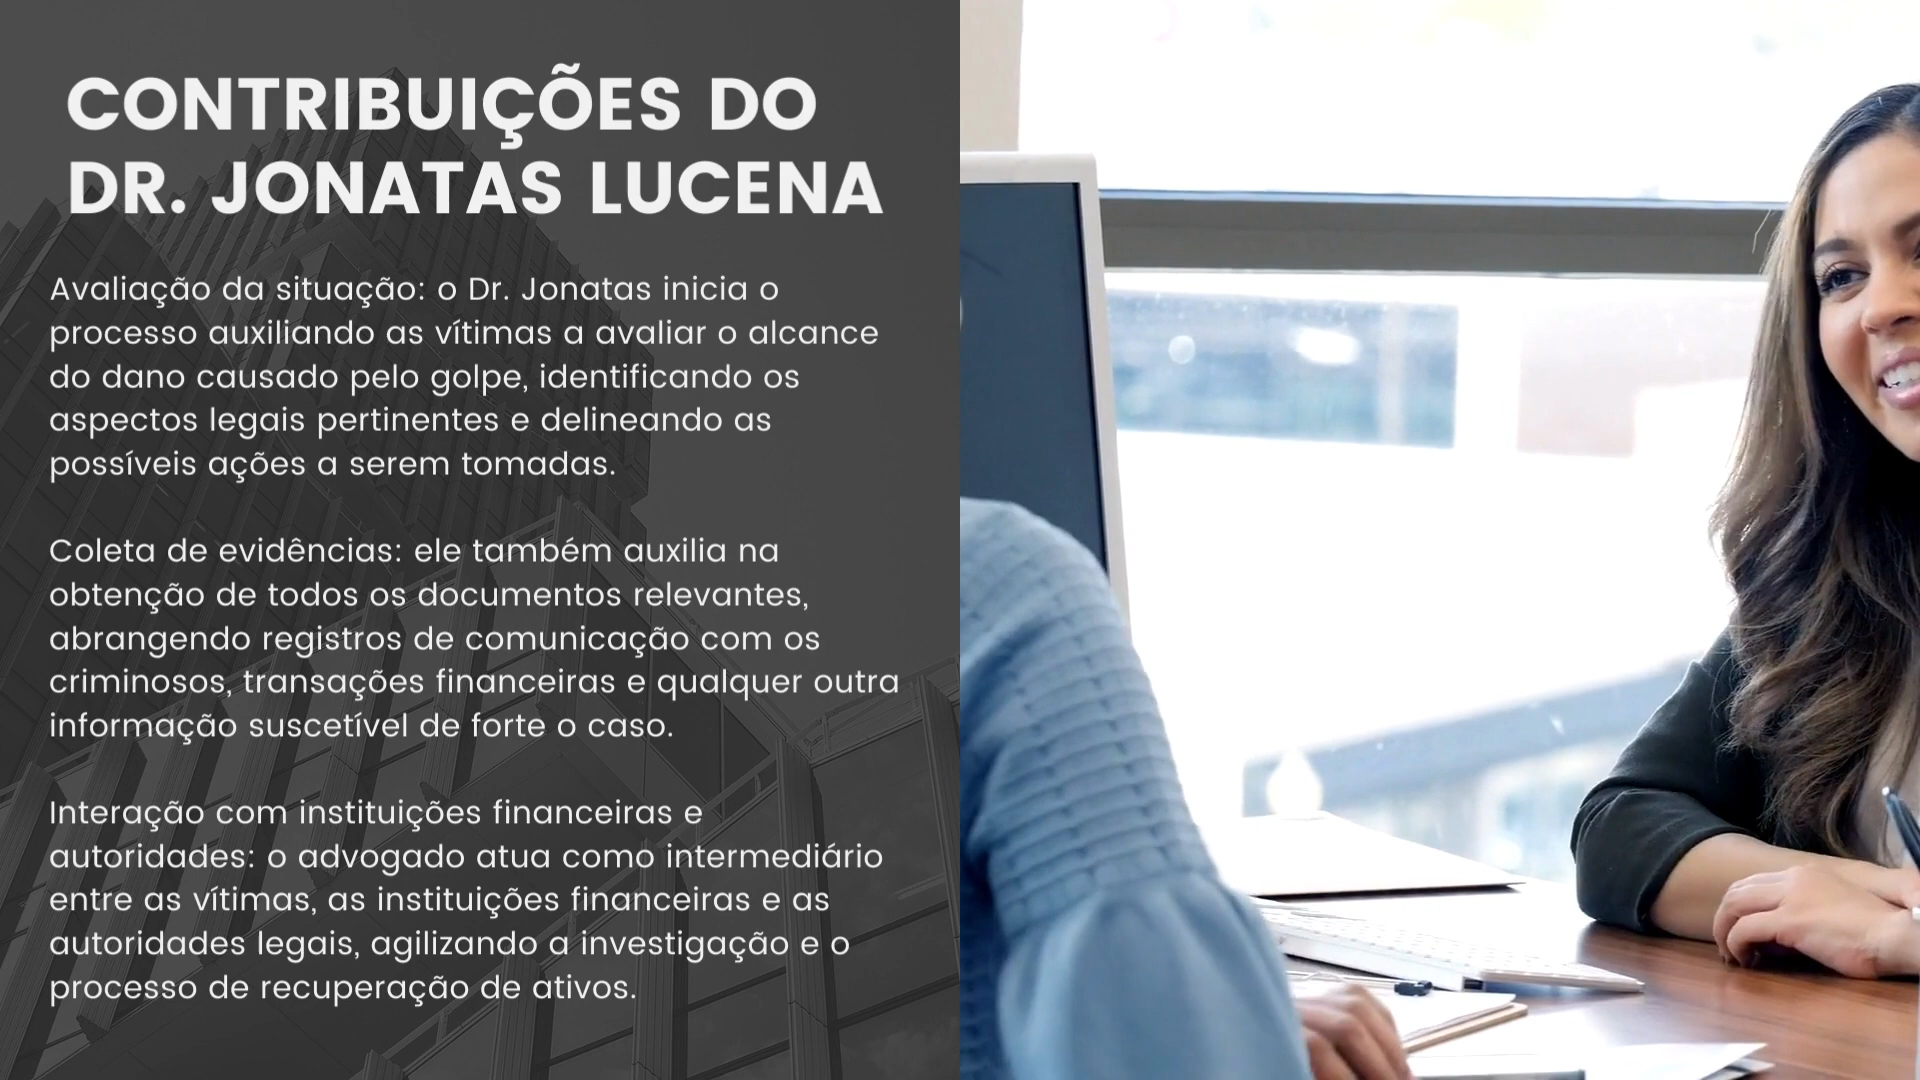 CONTRIBUIÇÕES DO
DR. JONATAS LUCENA
Avaliação da situação: o Dr. Jonatas inicia o
processo auxiliando as vítimas a avaliar o alcance
do dano causado pelo golpe, identificando os
aspectos legais pertinentes e delineando as
possíveis ações a serem tomadas.
Coleta de evidências: ele também auxilia na
obtenção de todos os documentos relevantes,
abrangendo registros de comunicação com os
criminosos, transações financeiras e qualquer outra
informação suscetível de forte o caso.
Interação com instituições financeiras e
autoridades: o advogado atua como intermediário
entre as vítimas, as instituições financeiras e as
autoridades legais, agilizando a investigação e o
processo de recuperação de ativos.